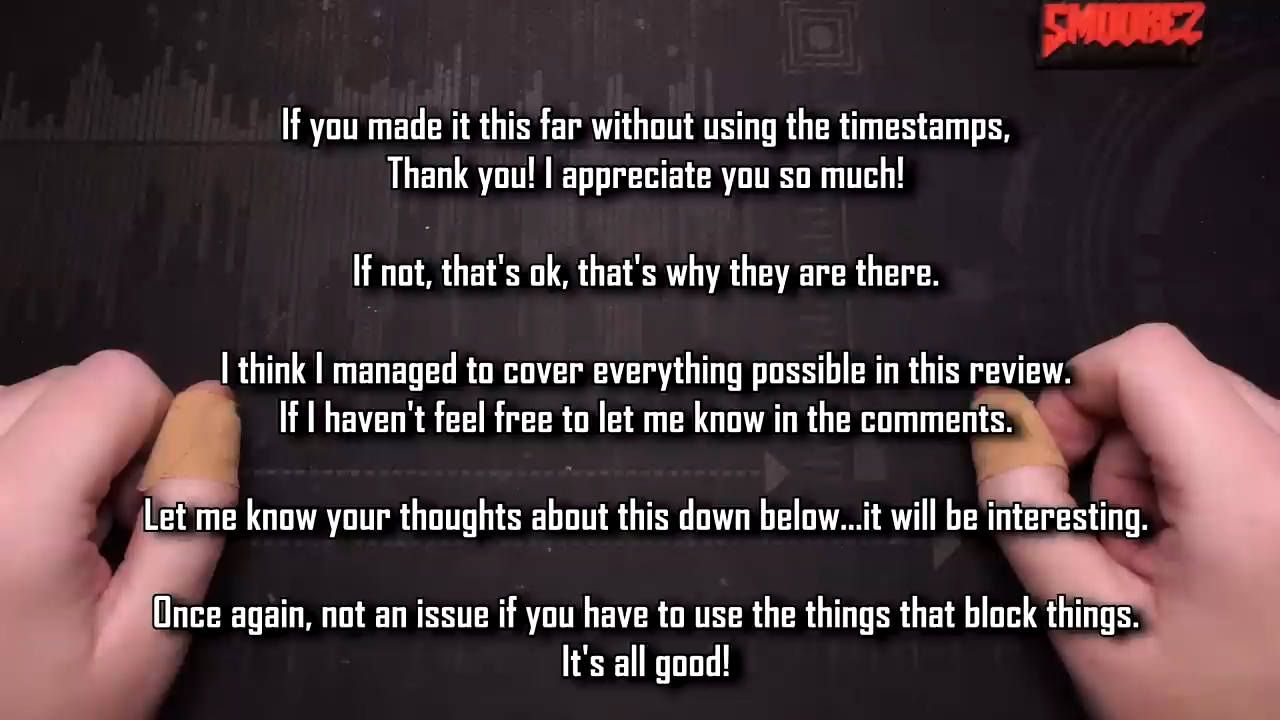 SMOOREZ
If you made it this far without using the timestamps,
Thank you! I appreciate you so much!
If not, that's ok, that's why they are there.
I think I managed to cover everything possible in this review.
If I haven't feel free to let me know in the comments.
Let me know your thoughts about this down below...it will be interesting.
Once again, not an issue if you have to use the things that block things.
It's all good!